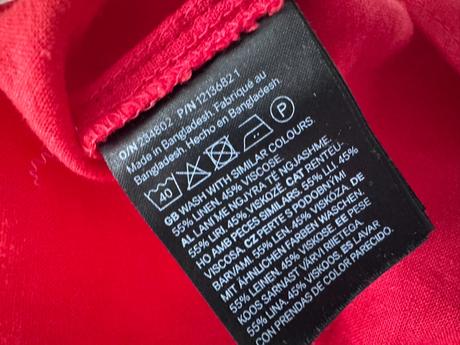 O/N 234802, P/N 1213682.1
Made in Bangladesh. Fabriqué au
Bangladesh. Hecho en Bangladesh.
40 P
GB WASH WITH SIMILAR COLOURS.
55% LINEN. 45% VISCOSE.
AL LANI ME NGJYRA TË NGJASHME
55% LIRI. 45% VISKOZË CAT RENTEU-
HO AMB PECES SIMILARS. 55% LLI. 45%
VISCOSA CZ PERTE S PODOBNÝMI
BARVAMI. 55% LEN. 45% VISKÓZA. DE
MIT ÄHNLICHEN FARBEN WASCHEN.
55% LEINEN. 45% VISKOSE. EE PESE
KOOS SARNAST VÄRVI RIIETEGA.
55% LINA. 45% VISKOOS ES LAVAR
CON PRENDAS DE COLOR PARECIDO.